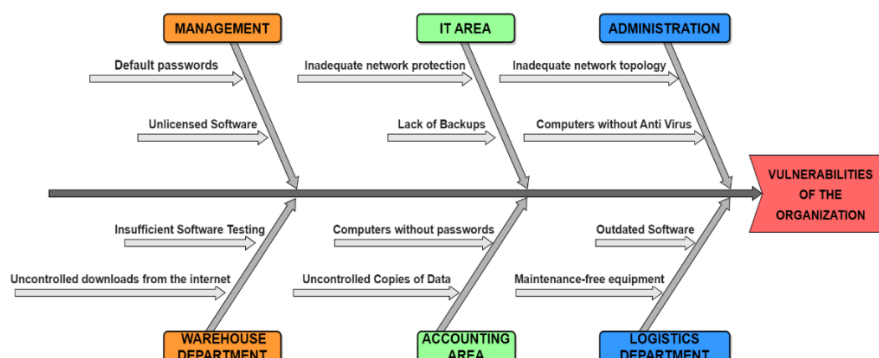 MANAGEMENT
IT AREA
ADMINISTRATION
Default passwords
Inadequate network protection
Inadequate network topology
Unlicensed Software
Lack of Backups
Computers without Anti Virus
VULNERABILITIES
OF THE
ORGANIZATION
Insufficient Software Testing
Computers without passwords
Outdated Software
Uncontrolled downloads from the internet
Uncontrolled Copies of Data
Maintenance-free equipment
WAREHOUSE
DEPARTMENT
ACCOUNTING
AREA
LOGISTICS
DEPARTMENT